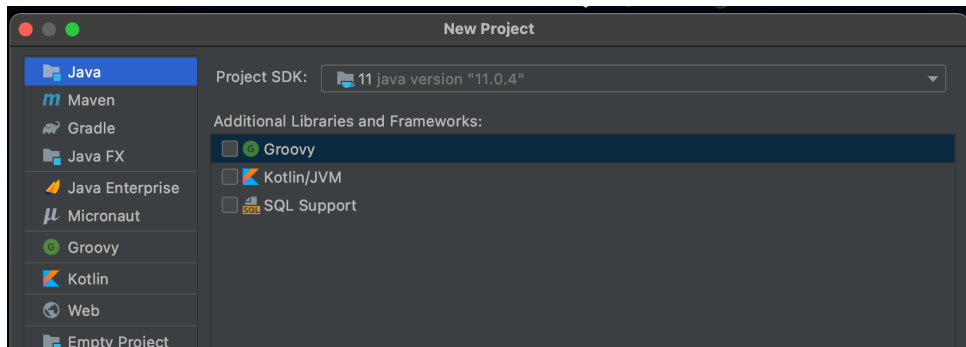 New Project
Java
Maven
Gradle
Java FX
Java Enterprise
Micronaut
Groovy
Kotlin
Web
Empty Project
Project SDK: 11 java version "11.0.4"
Additional Libraries and Frameworks:
Groovy
Kotlin/JVM
SQL Support